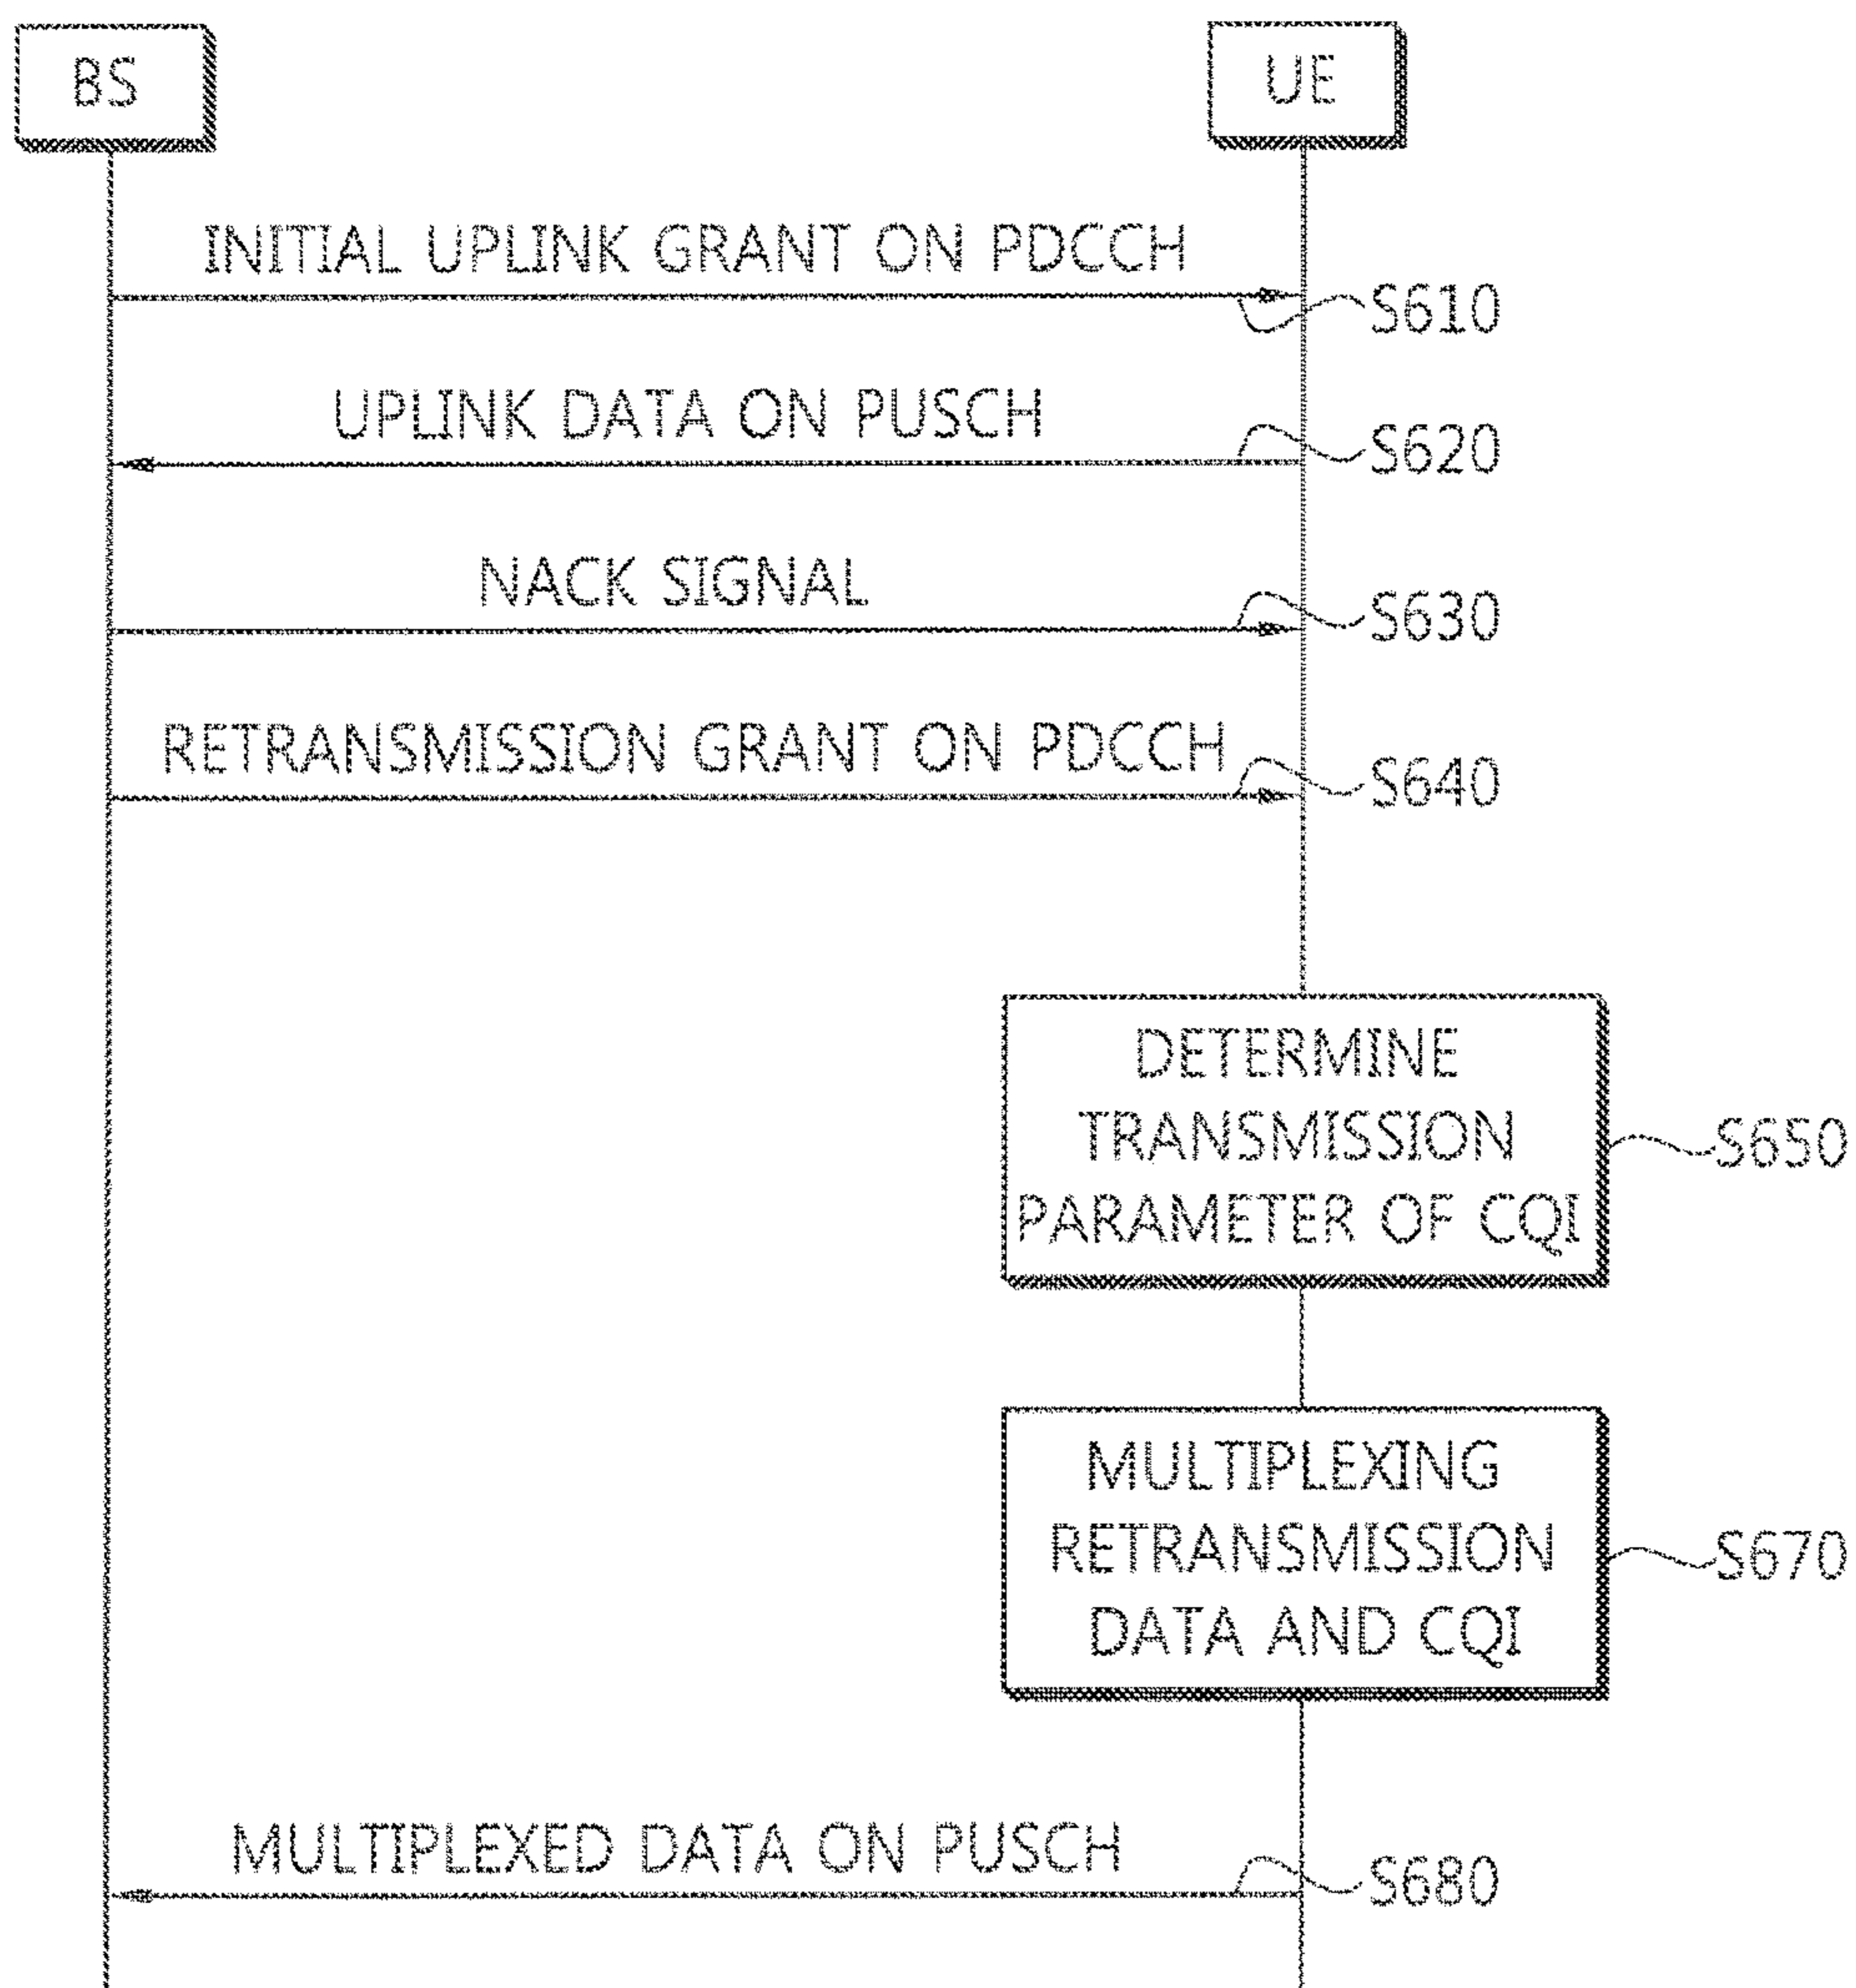 BS
UE
INITIAL UPLINK GRANT ON PDCCH
S610
UPLINK DATA ON PUSCH
S620
NACK SIGNAL
S630
RETRANSMISSION GRANT ON PDCCH
S640
DETERMINE
TRANSMISSION
PARAMETER OF CQI
S650
MULTIPLEXING
RETRANSMISSION
DATA AND CQI
S670
MULTIPLEXED DATA ON PUSCH
S680